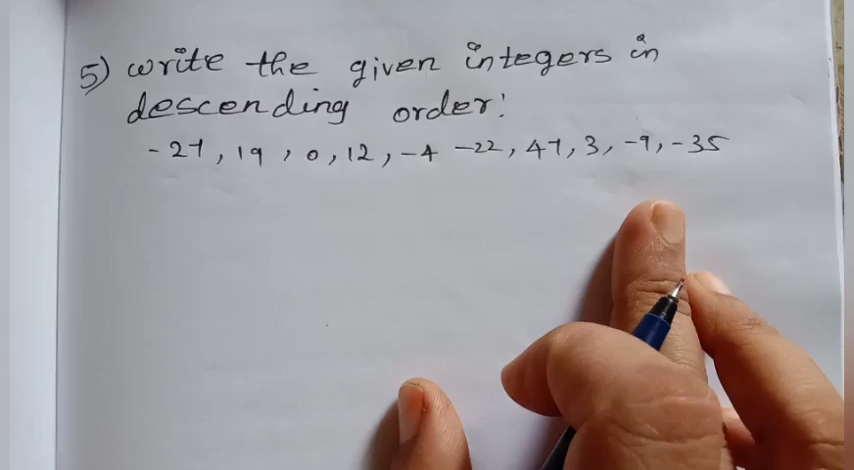 5) write the given integers in
descending order:
-27, 19, 0, 12, -4 -22, 47, 3, -9, -35